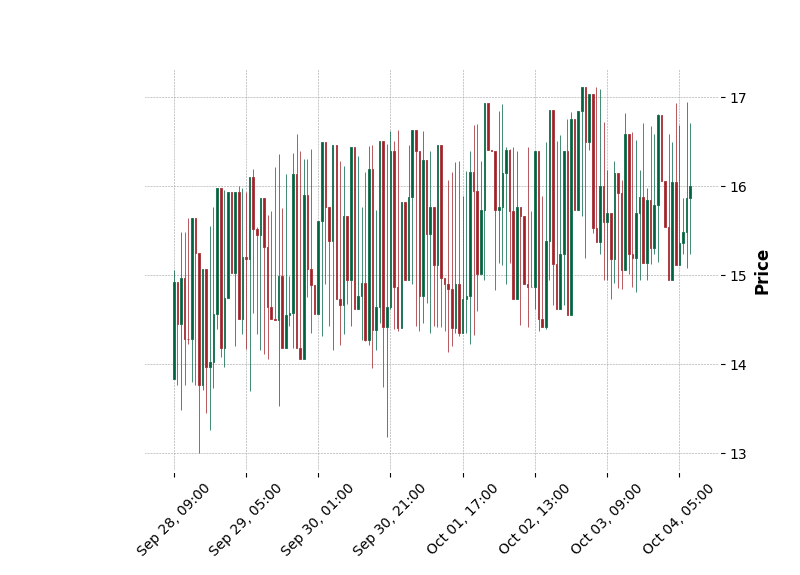 17
16
15
14
13
Price
Sep 28, 09:00
Sep 29, 05:00
Sep 30, 01:00
Sep 30, 21:00
Oct 01, 17:00
Oct 02, 13:00
Oct 03, 09:00
Oct 04, 05:00